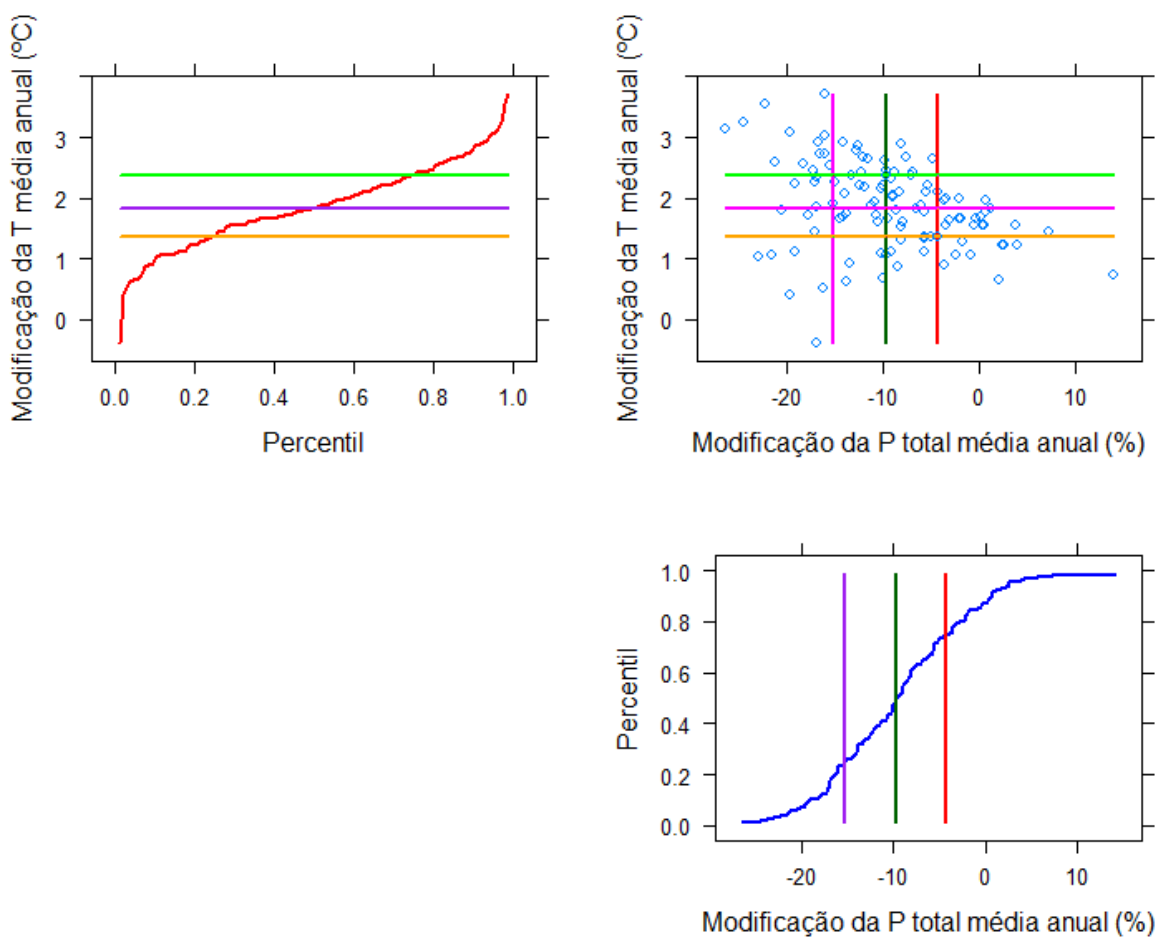 Modificação da T média anual (ºC)
3
2
1
0
0.0 0.2 0.4 0.6 0.8 1.0
Percentil
Modificação da T média anual (ºC)
3
2
1
0
-20 -10 0 10
Modificação da P total média anual (%)
Percentil
1.0
0.8
0.6
0.4
0.2
0.0
-20 -10 0 10
Modificação da P total média anual (%)